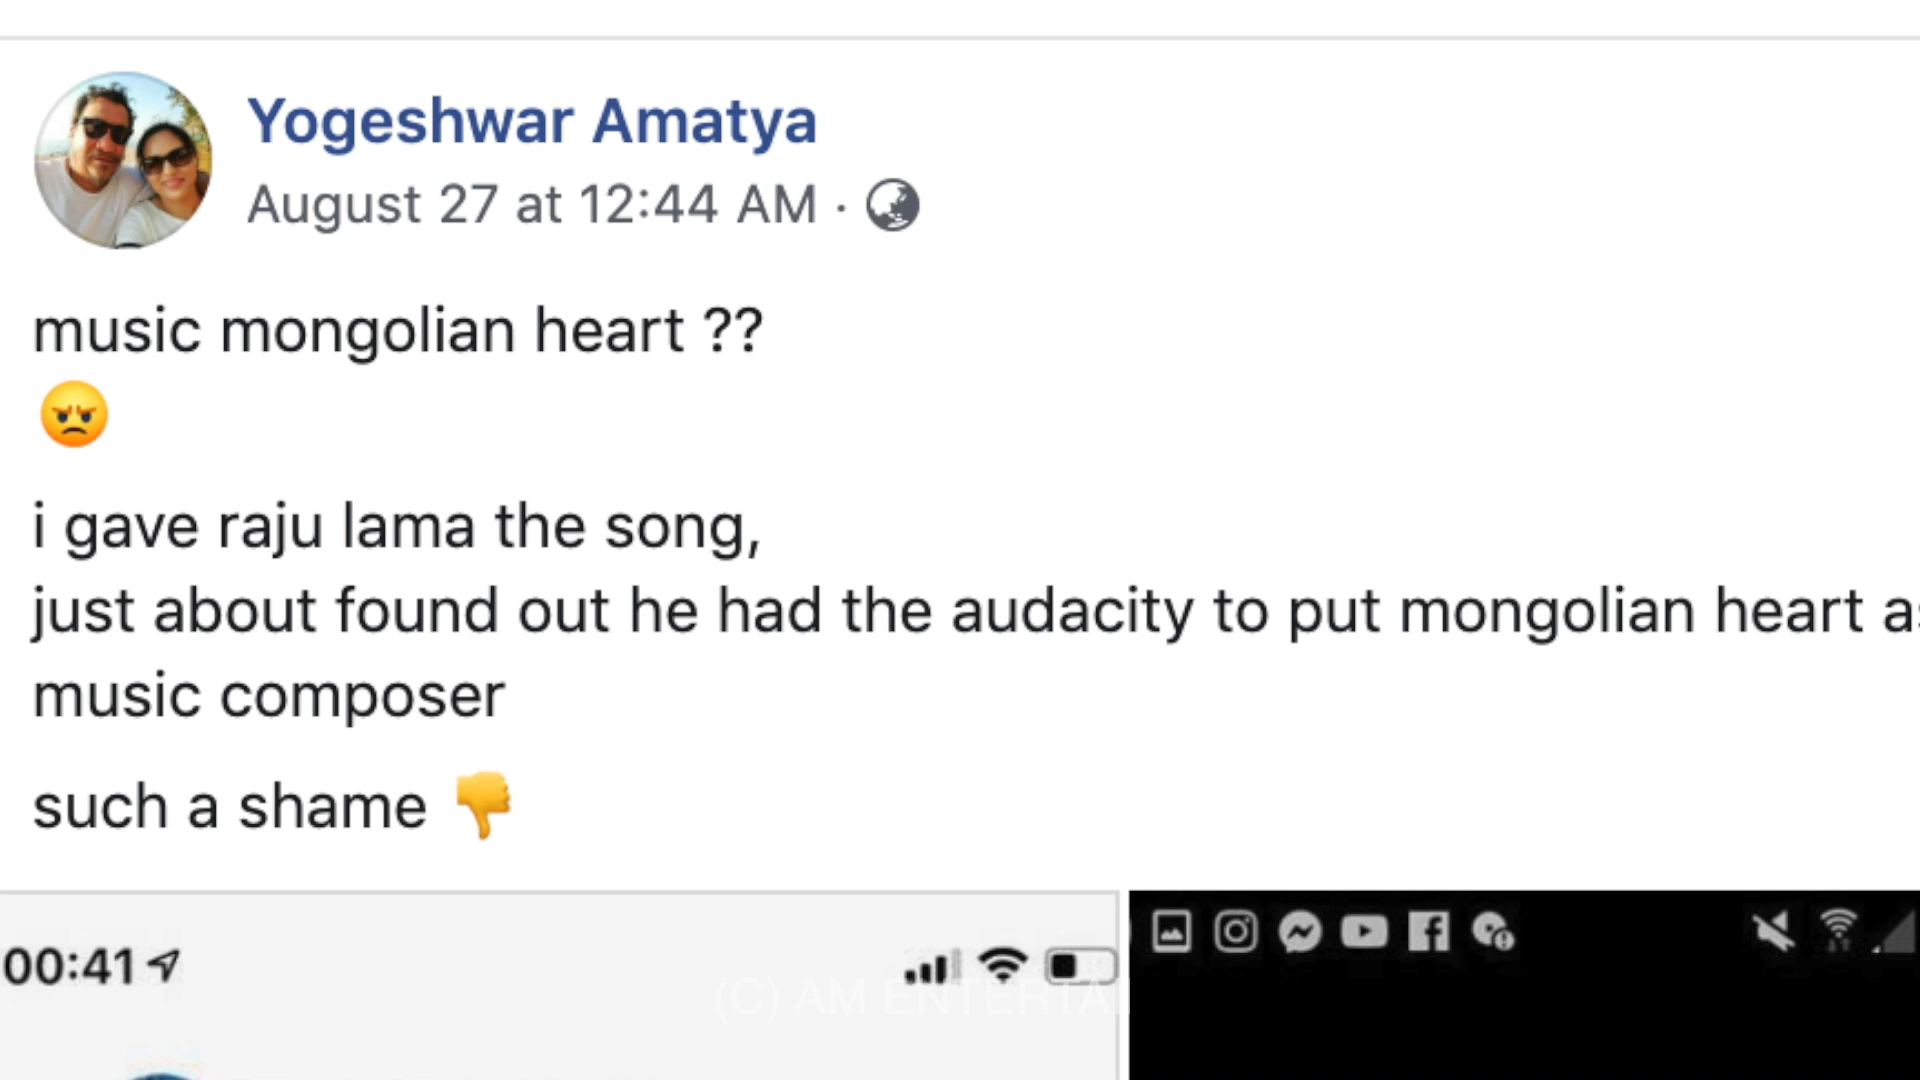 Yogeshwar Amatya
August 27 at 12:44 AM ·
music mongolian heart ??
😡
i gave raju lama the song,
just about found out he had the audacity to put mongolian heart
music composer
such a shame 👎
00:41
(C) AM